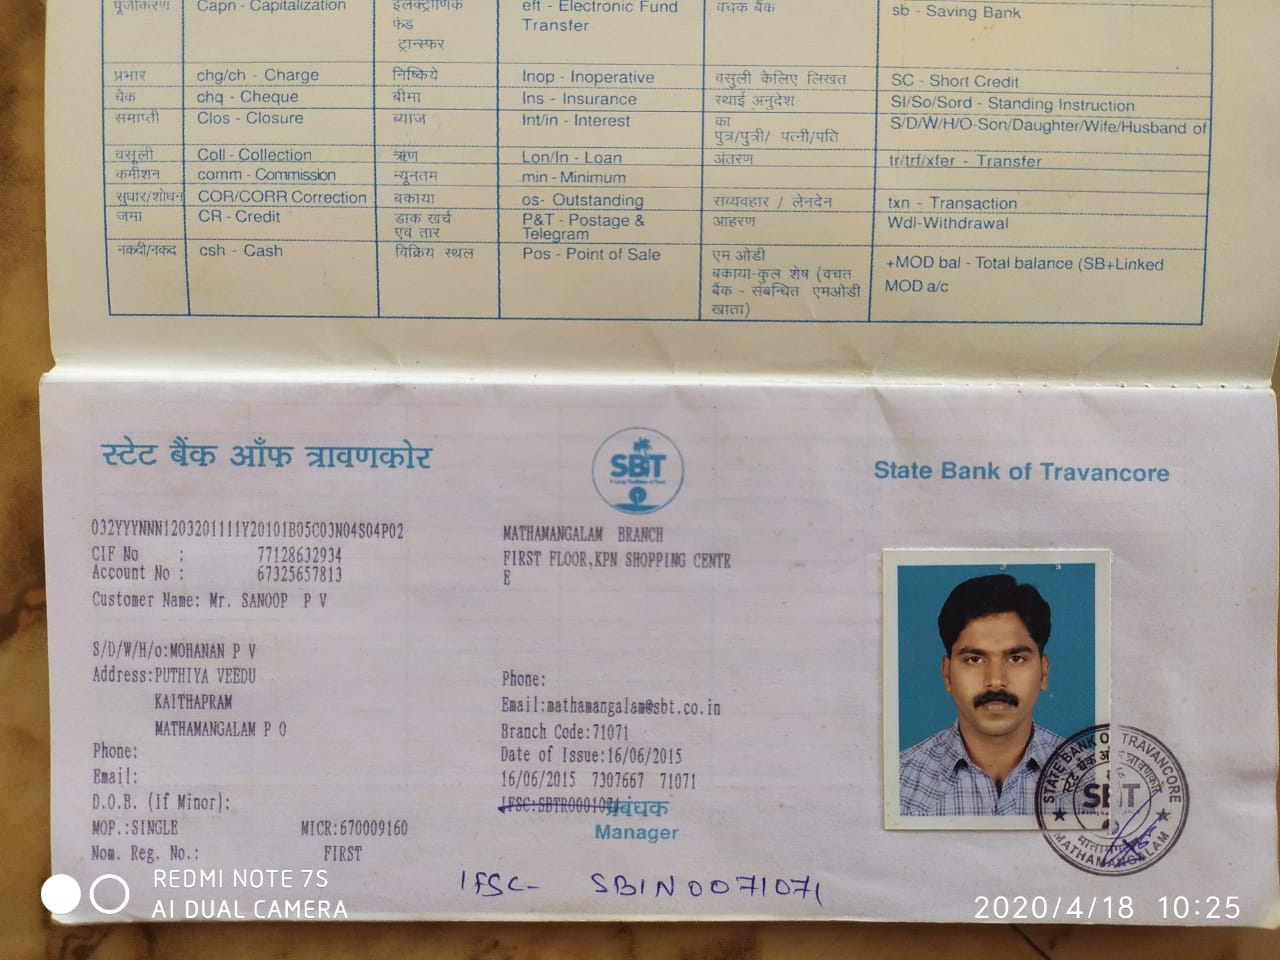 पूंजीकरण Capn - Capitalization इलेक्ट्रॉनिक फंड ट्रान्सफर eft - Electronic Fund Transfer बचक बैंक sb - Saving Bank
प्रभार chg/ch - Charge निष्क्रिये Inop - Inoperative वसुली केलिए लिखत SC - Short Credit
चैक chq - Cheque बीमा Ins - Insurance स्थाई अनुदेश SI/So/Sord - Standing Instruction
समाप्ती Clos - Closure ब्याज Int/in - Interest का पुत्र/पुत्री/ पत्नी/पति S/D/W/H/O-Son/Daughter/Wife/Husband of
वसूली Coll - Collection ऋण Lon/ln - Loan अंतरण tr/trf/xfer - Transfer
कमीशन comm - Commission न्यूनतम min - Minimum
सुधार/शोधन COR/CORR Correction बकाया os- Outstanding संव्यवहार / लेनदेन txn - Transaction
जमा CR - Credit डाक खर्च एवं तार P&T - Postage & Telegram आहरण Wdl-Withdrawal
नकदी/नकद csh - Cash विक्रिय स्थल Pos - Point of Sale एम ओडी बकाया-कुल शेष (वचत बैंक - संबन्धित एमओडी खाता) +MOD bal - Total balance (SB+Linked MOD a/c
स्टेट बैंक ऑफ त्रावणकोर
SBT
State Bank of Travancore
032YYYNNN1203201111Y20101B05C03N04S04P02
CIF No : 77128632934
Account No : 67325657813
Customer Name: Mr. SANOOP P V
S/D/W/H/o:MOHANAN P V
Address:PUTHIYA VEEDU
KAITHAPRAM
MATHAMANGALAM P O
Phone:
Email:
D.O.B. (If Minor):
MOP.:SINGLE MICR:670009160
Nom. Reg. No.: FIRST
MATHAMANGALAM BRANCH
FIRST FLOOR,KPN SHOPPING CENTR
E
Phone:
Email:mathamangalam@sbt.co.in
Branch Code:71071
Date of Issue:16/06/2015
16/06/2015 7307667 71071
IFSC:SBTR0001071
प्रबंधक
Manager
IFSC- SBIN0071071
STATE BANK OF TRAVANCORE
स्टेट बैंक ऑफ त्रावणकोर
SBT
MATHAMANGALAM
REDMI NOTE 7S
AI DUAL CAMERA
2020/4/18 10:25